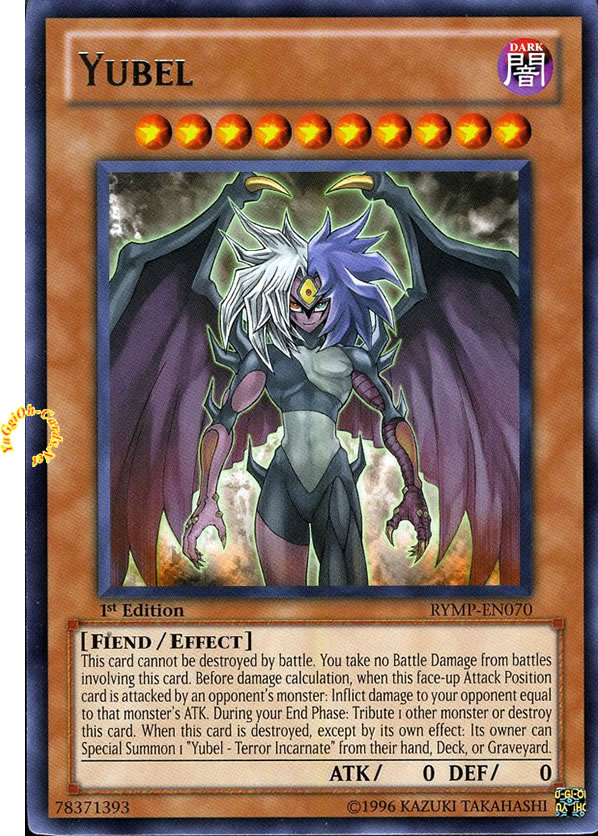 YUBEL
DARK
闇
YuGgiOh-Cards.Net
1st Edition
RYMP-EN070
[FIEND / EFFECT]
This card cannot be destroyed by battle. You take no Battle Damage from battles
involving this card. Before damage calculation, when this face-up Attack Position
card is attacked by an opponent's monster: Inflict damage to your opponent equal
to that monster's ATK. During your End Phase: Tribute 1 other monster or destroy
this card. When this card is destroyed, except by its own effect: Its owner can
Special Summon 1 "Yubel - Terror Incarnate" from their hand, Deck, or Graveyard.
ATK/ 0 DEF/ 0
78371393
©1996 KAZUKI TAKAHASHI